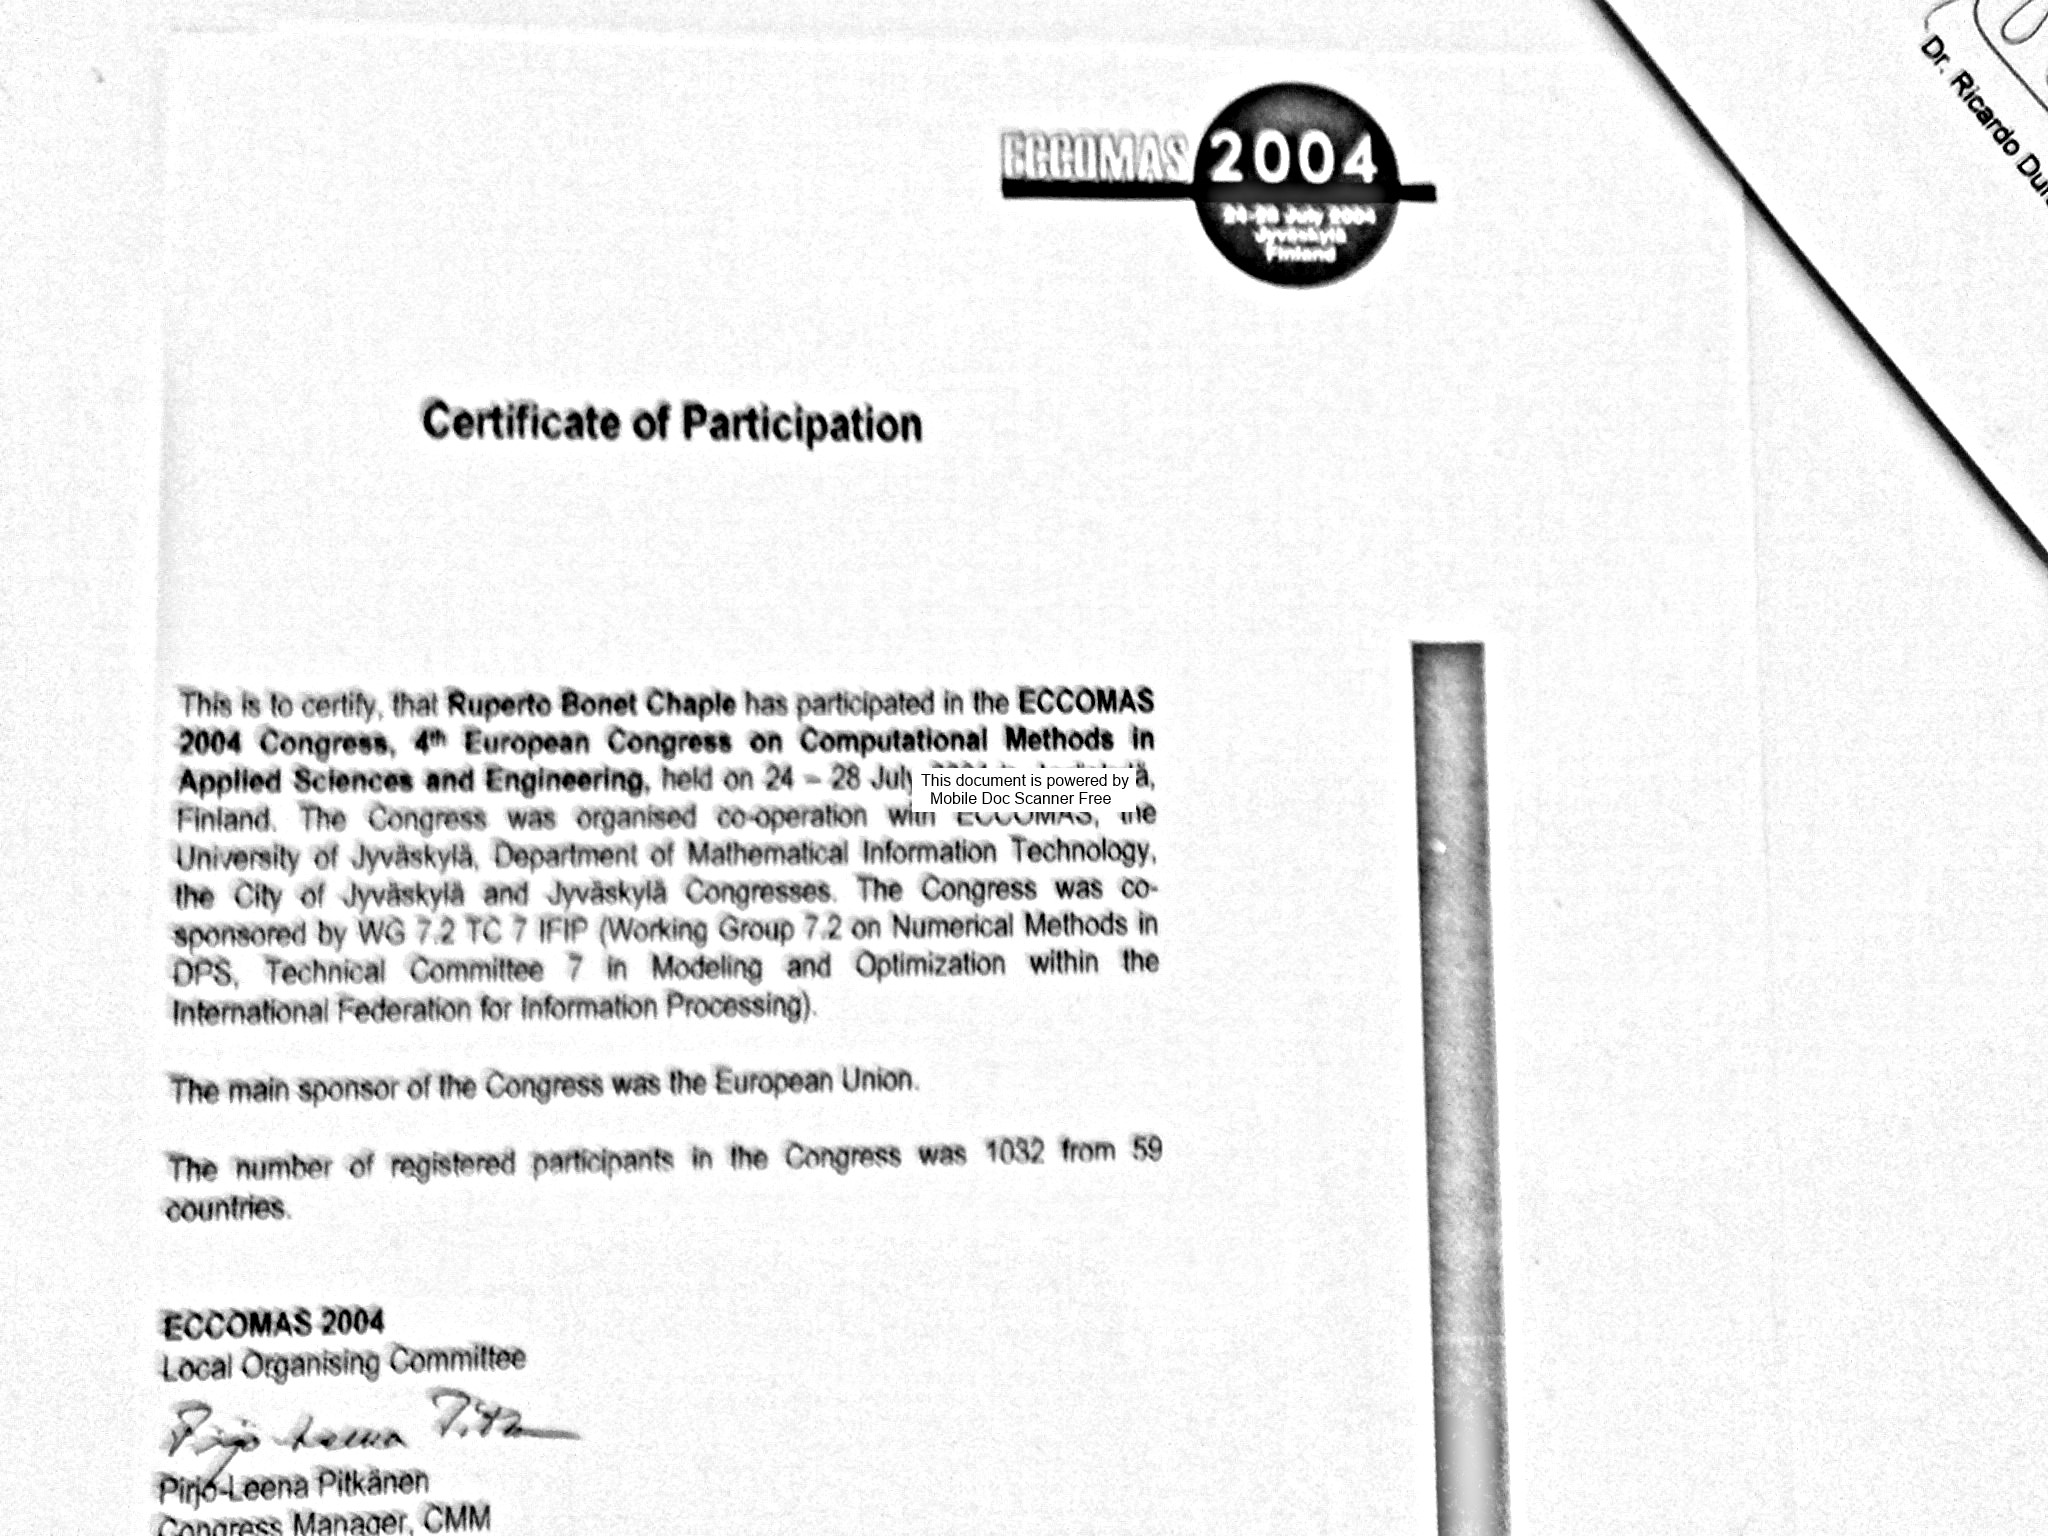 ECCOMAS 2004
24-28 July 2004
Jyväskylä
Finland
Dr. Ricardo
Certificate of Participation
This is to certify, that Ruperto Bonet Chaple has participated in the ECCOMAS
2004 Congress, 4th European Congress on Computational Methods in
Applied Sciences and Engineering, held on 24 – 28 July
This document is powered by
Mobile Doc Scanner Free
Finland. The Congress was organised co-operation with ECCOMAS, the
University of Jyväskylä, Department of Mathematical Information Technology,
the City of Jyväskylä and Jyväskylä Congresses. The Congress was co-
sponsored by WG 7.2 TC 7 IFIP (Working Group 7.2 on Numerical Methods in
DPS, Technical Committee 7 in Modeling and Optimization within the
International Federation for Information Processing).
The main sponsor of the Congress was the European Union.
The number of registered participants in the Congress was 1032 from 59
countries.
ECCOMAS 2004
Local Organising Committee
Pirjo-Leena Pitkänen
Pirjo-Leena Pitkänen
Congress Manager, CMM